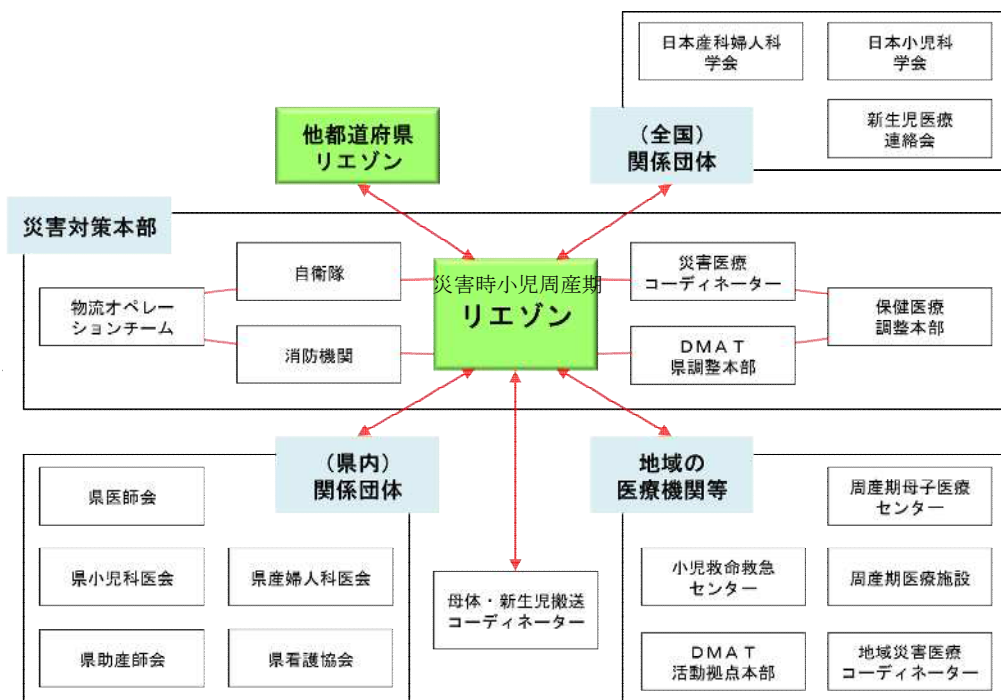 日本産科婦人科
学会
日本小児科
学会
新生児医療
連絡会
(全国)
関係団体
他都道府県
リエゾン
災害対策本部
自衛隊
物流オペレー
ションチーム
消防機関
災害時小児周産期
リエゾン
災害医療
コーディネーター
保健医療
調整本部
DMAT
県調整本部
(県内)
関係団体
県医師会
県小児科医会
県産婦人科医会
県助産師会
県看護協会
母体・新生児搬送
コーディネーター
地域の
医療機関等
周産期母子医療
センター
小児救命救急
センター
周産期医療施設
DMAT
活動拠点本部
地域災害医療
コーディネーター